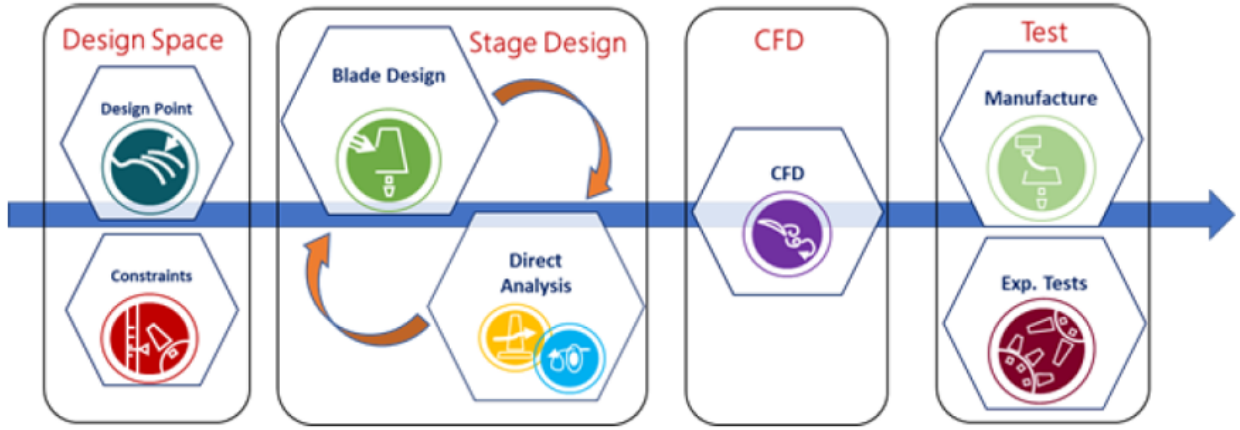 Design Space
Design Point
Constraints
Stage Design
Blade Design
Direct
Analysis
CFD
CFD
Test
Manufacture
Exp. Tests